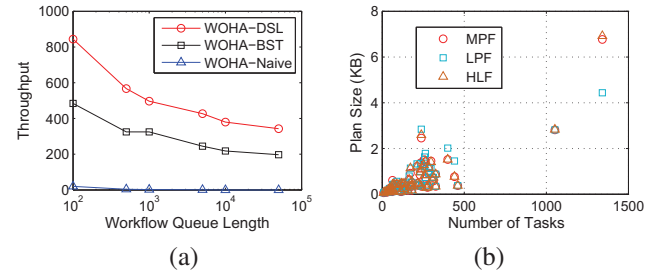 1000
800
600
400
200
0
Throughput
WOHA-DSL
WOHA-BST
WOHA-Naive
10^2 10^3 10^4 10^5
Workflow Queue Length
(a)
8
6
4
2
0
Plan Size (KB)
MPF
LPF
HLF
0 500 1000 1500
Number of Tasks
(b)